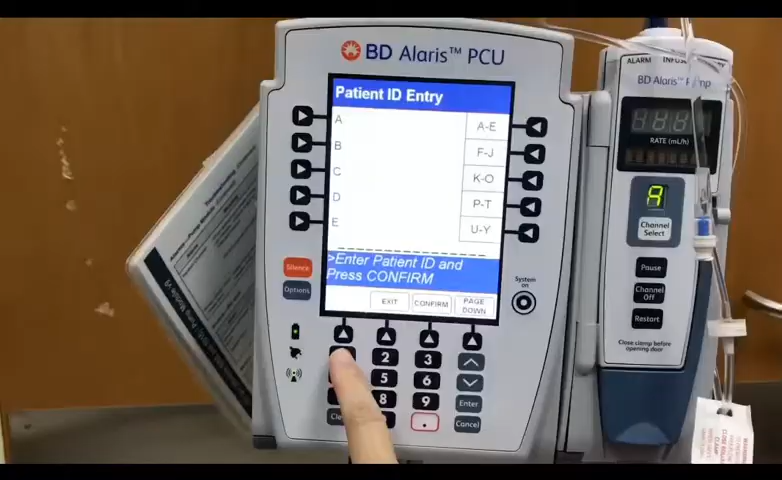 BD Alaris™ PCU
Patient ID Entry
A
B
C
D
E
A-E
F-J
K-O
P-T
U-Y
>Enter Patient ID and
Press CONFIRM
EXIT
CONFIRM
PAGE
DOWN
Silence
Options
System
on
2
3
5
6
8
9
.
Enter
Cancel
ALARM
BD Alaris™
RATE (mL/h)
A
Channel
Select
Pause
Channel
Off
Restart
Close clamp before
opening door